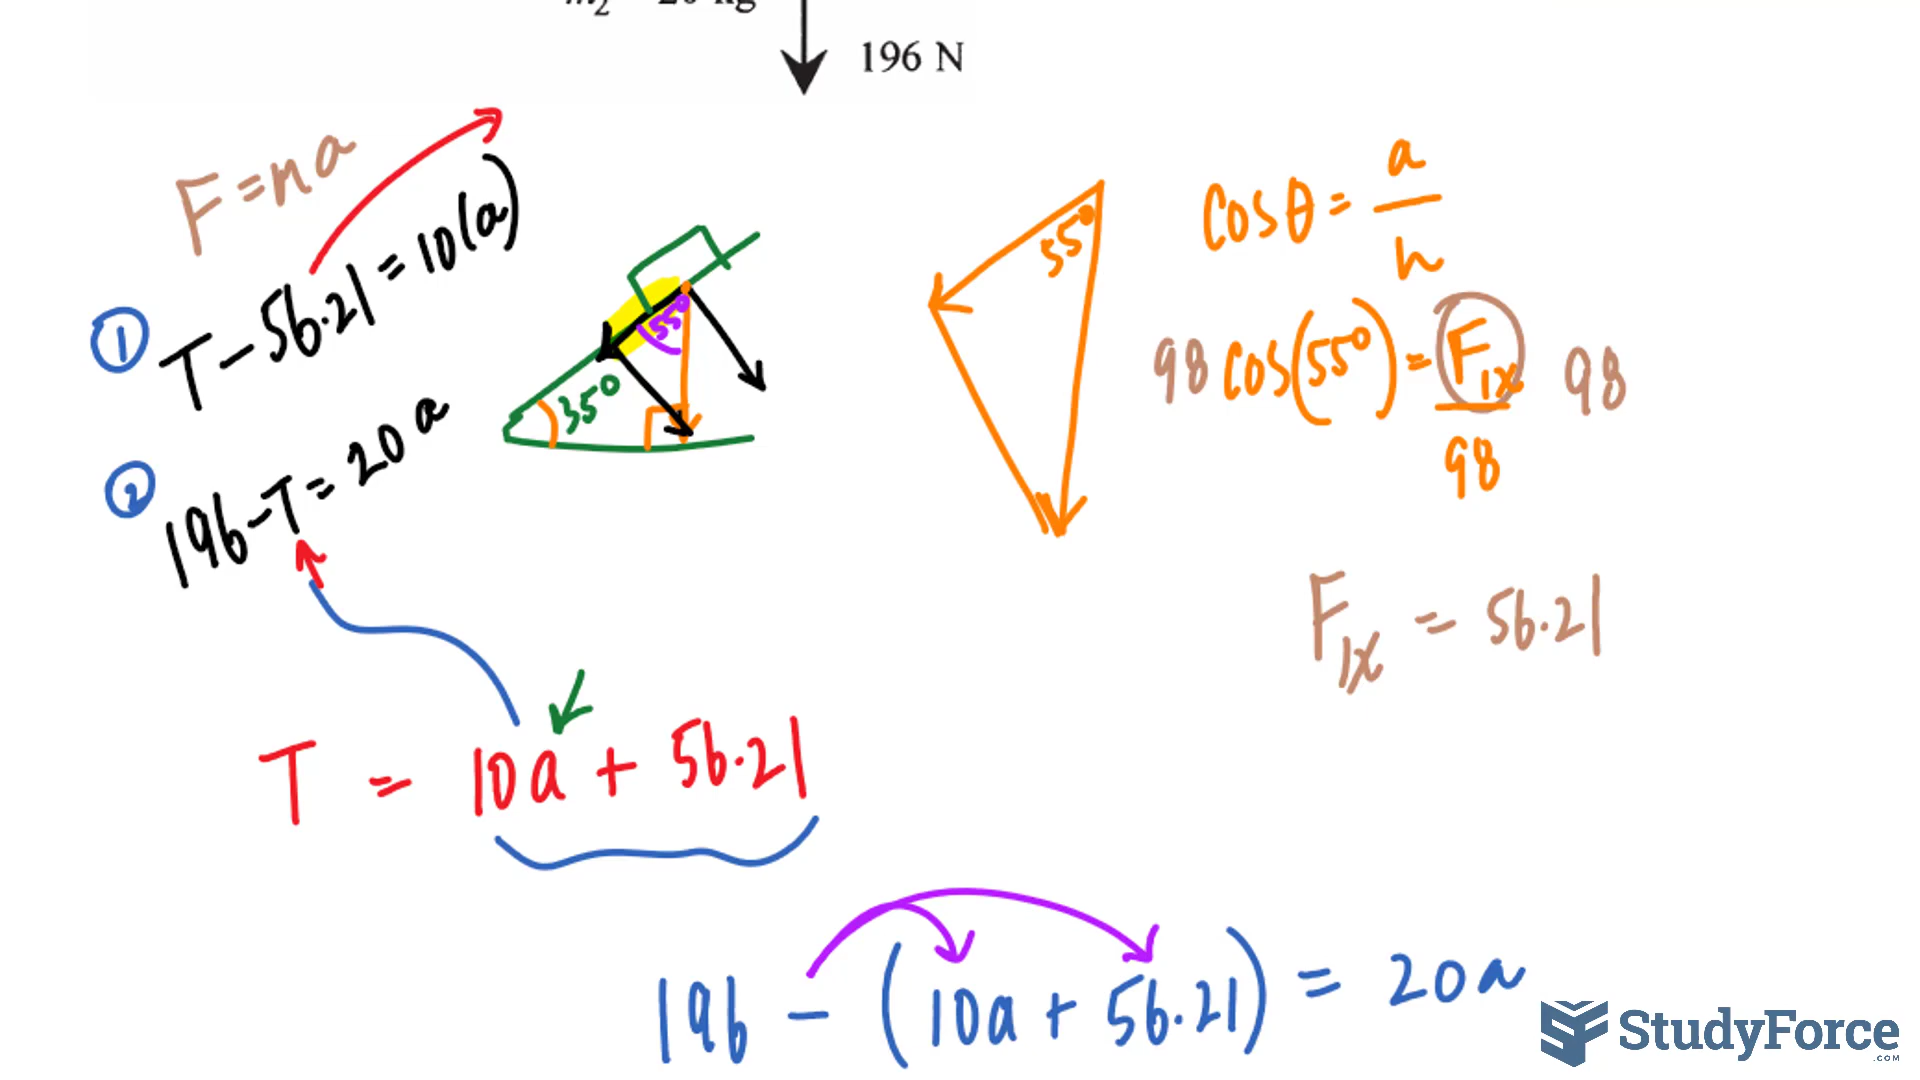 196 N
F = ma
① T - 56.21 = 10(a)
② 196 - T = 20a
35°
55°
55°
cosθ = a/h
98 cos(55°) = F1x/98 98
F1x = 56.21
T = 10a + 56.21
196 - (10a + 56.21) = 20a
StudyForce
.COM